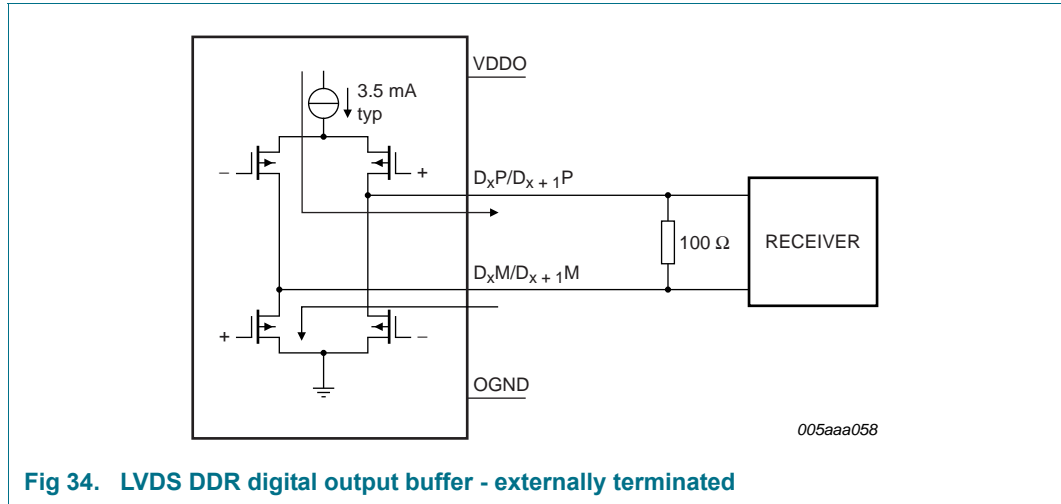 VDDO
3.5 mA
typ
− +
DxP/Dx + 1P
100 Ω
RECEIVER
DxM/Dx + 1M
+ −
OGND
005aaa058
Fig 34. LVDS DDR digital output buffer - externally terminated